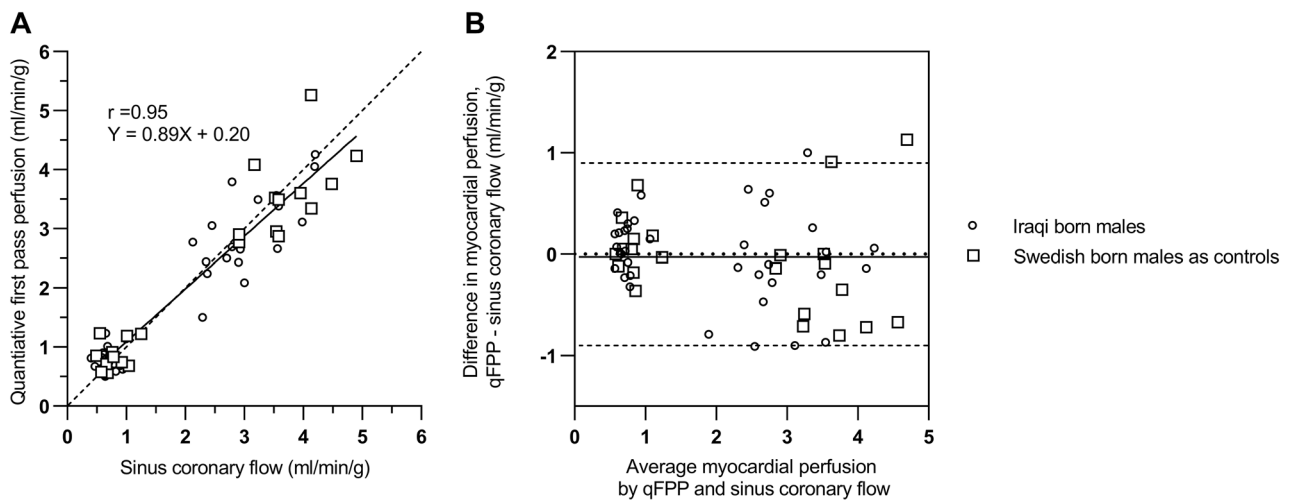 A
Quantiative first pass perfusion (ml/min/g)
6
5
4
3
2
1
0
r =0.95
Y = 0.89X + 0.20
0 1 2 3 4 5 6
Sinus coronary flow (ml/min/g)
B
Difference in myocardial perfusion,
qFPP - sinus coronary flow (ml/min/g)
2
1
0
-1
0 1 2 3 4 5
Average myocardial perfusion
by qFPP and sinus coronary flow
Iraqi born males
Swedish born males as controls